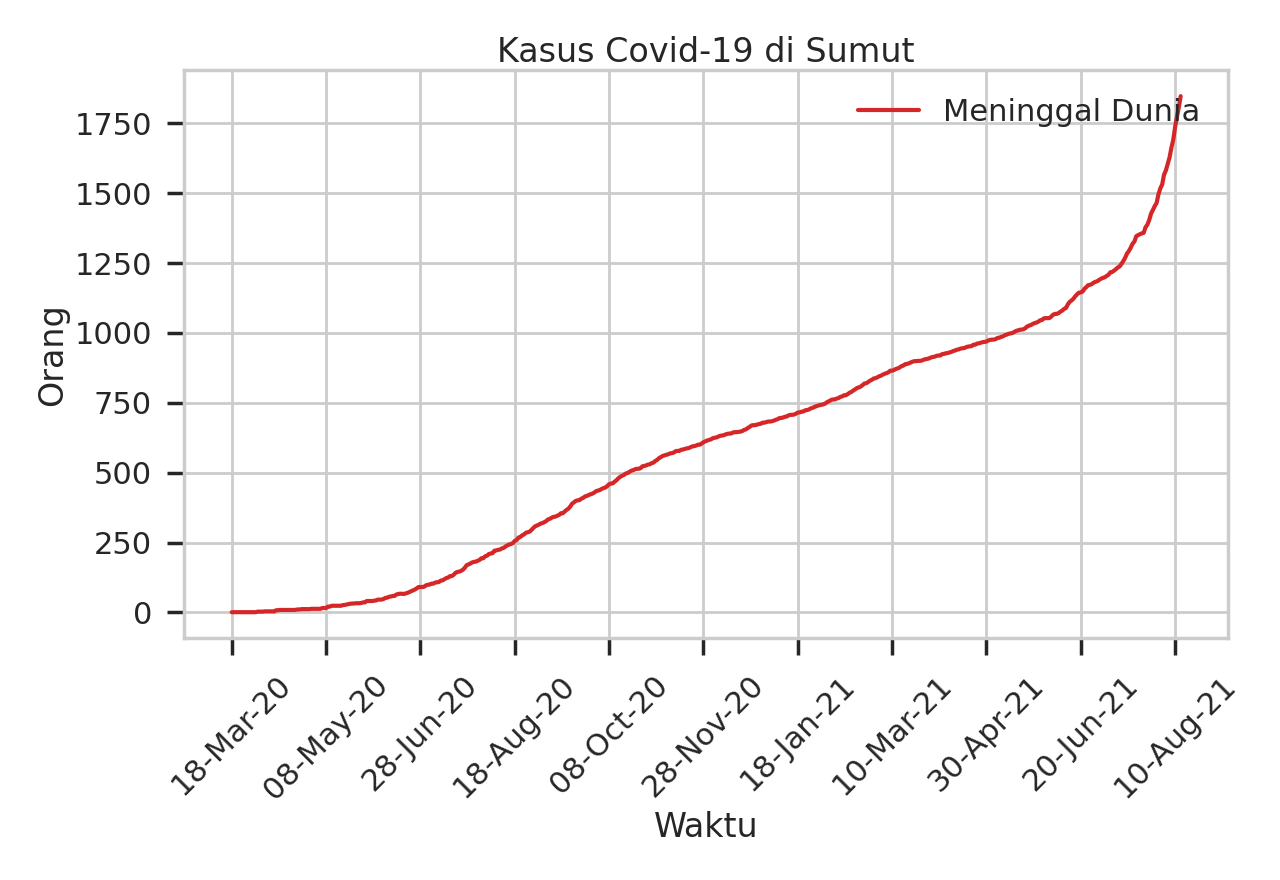 Kasus Covid-19 di Sumut
Meninggal Dunia
Orang
1750
1500
1250
1000
750
500
250
0
18-Mar-20
08-May-20
28-Jun-20
18-Aug-20
08-Oct-20
28-Nov-20
18-Jan-21
10-Mar-21
30-Apr-21
20-Jun-21
10-Aug-21
Waktu